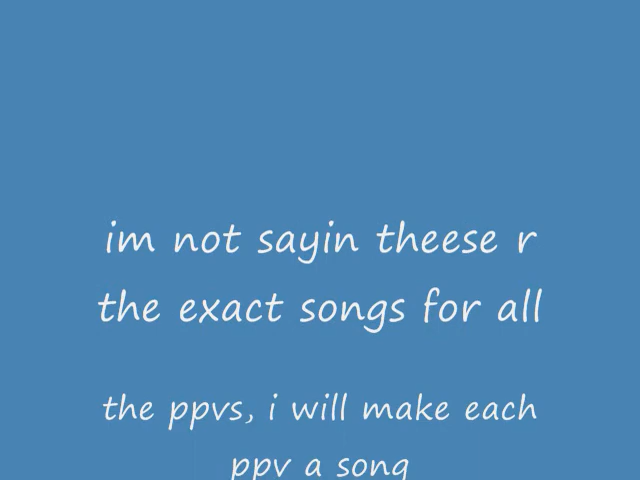 im not sayin theese r
the exact songs for all
the ppvs, i will make each
ppv a song